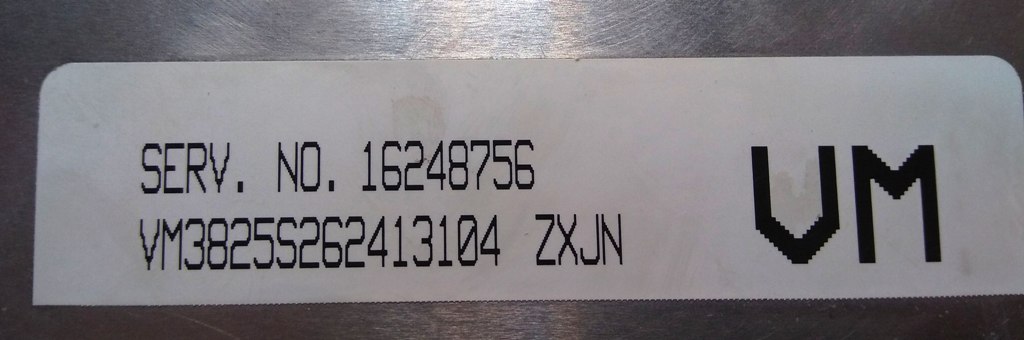 SERV. NO. 16248756
VM3825S262413104 ZXJN
VM